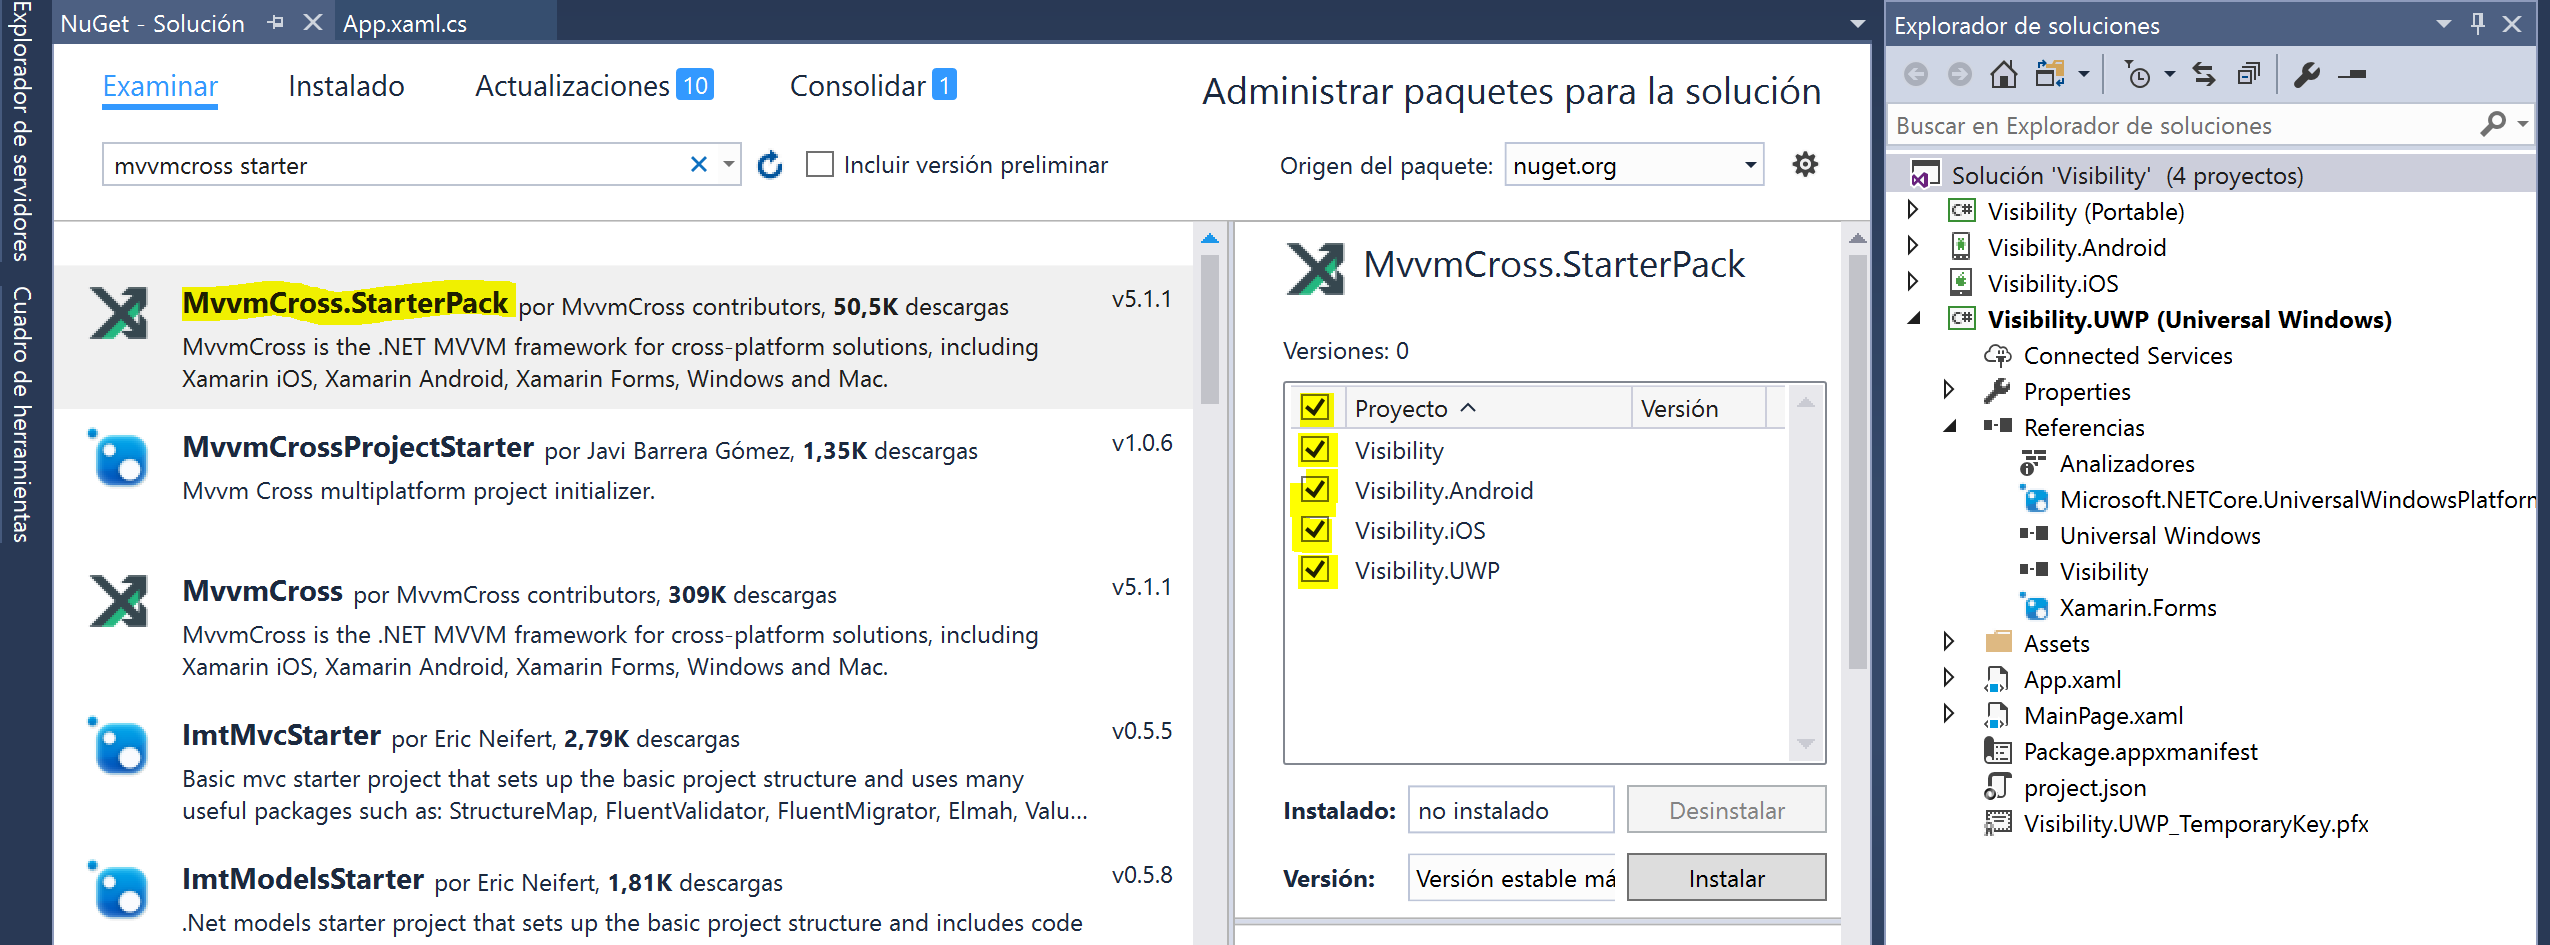 Explorador de servidores
Cuadro de herramientas
NuGet - Solución
App.xaml.cs
Examinar
Instalado
Actualizaciones 10
Consolidar 1
Administrar paquetes para la solución
mvvmcross starter
Incluir versión preliminar
Origen del paquete:
nuget.org
MvvmCross.StarterPack por MvvmCross contributors, 50,5K descargas
v5.1.1
MvvmCross is the .NET MVVM framework for cross-platform solutions, including
Xamarin iOS, Xamarin Android, Xamarin Forms, Windows and Mac.
MvvmCrossProjectStarter por Javi Barrera Gómez, 1,35K descargas
v1.0.6
Mvvm Cross multiplatform project initializer.
MvvmCross por MvvmCross contributors, 309K descargas
v5.1.1
MvvmCross is the .NET MVVM framework for cross-platform solutions, including
Xamarin iOS, Xamarin Android, Xamarin Forms, Windows and Mac.
ImtMvcStarter por Eric Neifert, 2,79K descargas
v0.5.5
Basic mvc starter project that sets up the basic project structure and uses many
useful packages such as: StructureMap, FluentValidator, FluentMigrator, Elmah, Valu...
ImtModelsStarter por Eric Neifert, 1,81K descargas
v0.5.8
.Net models starter project that sets up the basic project structure and includes code
MvvmCross.StarterPack
Versiones: 0
Proyecto
Versión
Visibility
Visibility.Android
Visibility.iOS
Visibility.UWP
Instalado:
no instalado
Desinstalar
Versión:
Versión estable má
Instalar
Explorador de soluciones
Buscar en Explorador de soluciones
Solución 'Visibility' (4 proyectos)
C# Visibility (Portable)
Visibility.Android
Visibility.iOS
C# Visibility.UWP (Universal Windows)
Connected Services
Properties
Referencias
Analizadores
Microsoft.NETCore.UniversalWindowsPlatforr
Universal Windows
Visibility
Xamarin.Forms
Assets
App.xaml
MainPage.xaml
Package.appxmanifest
project.json
Visibility.UWP_TemporaryKey.pfx